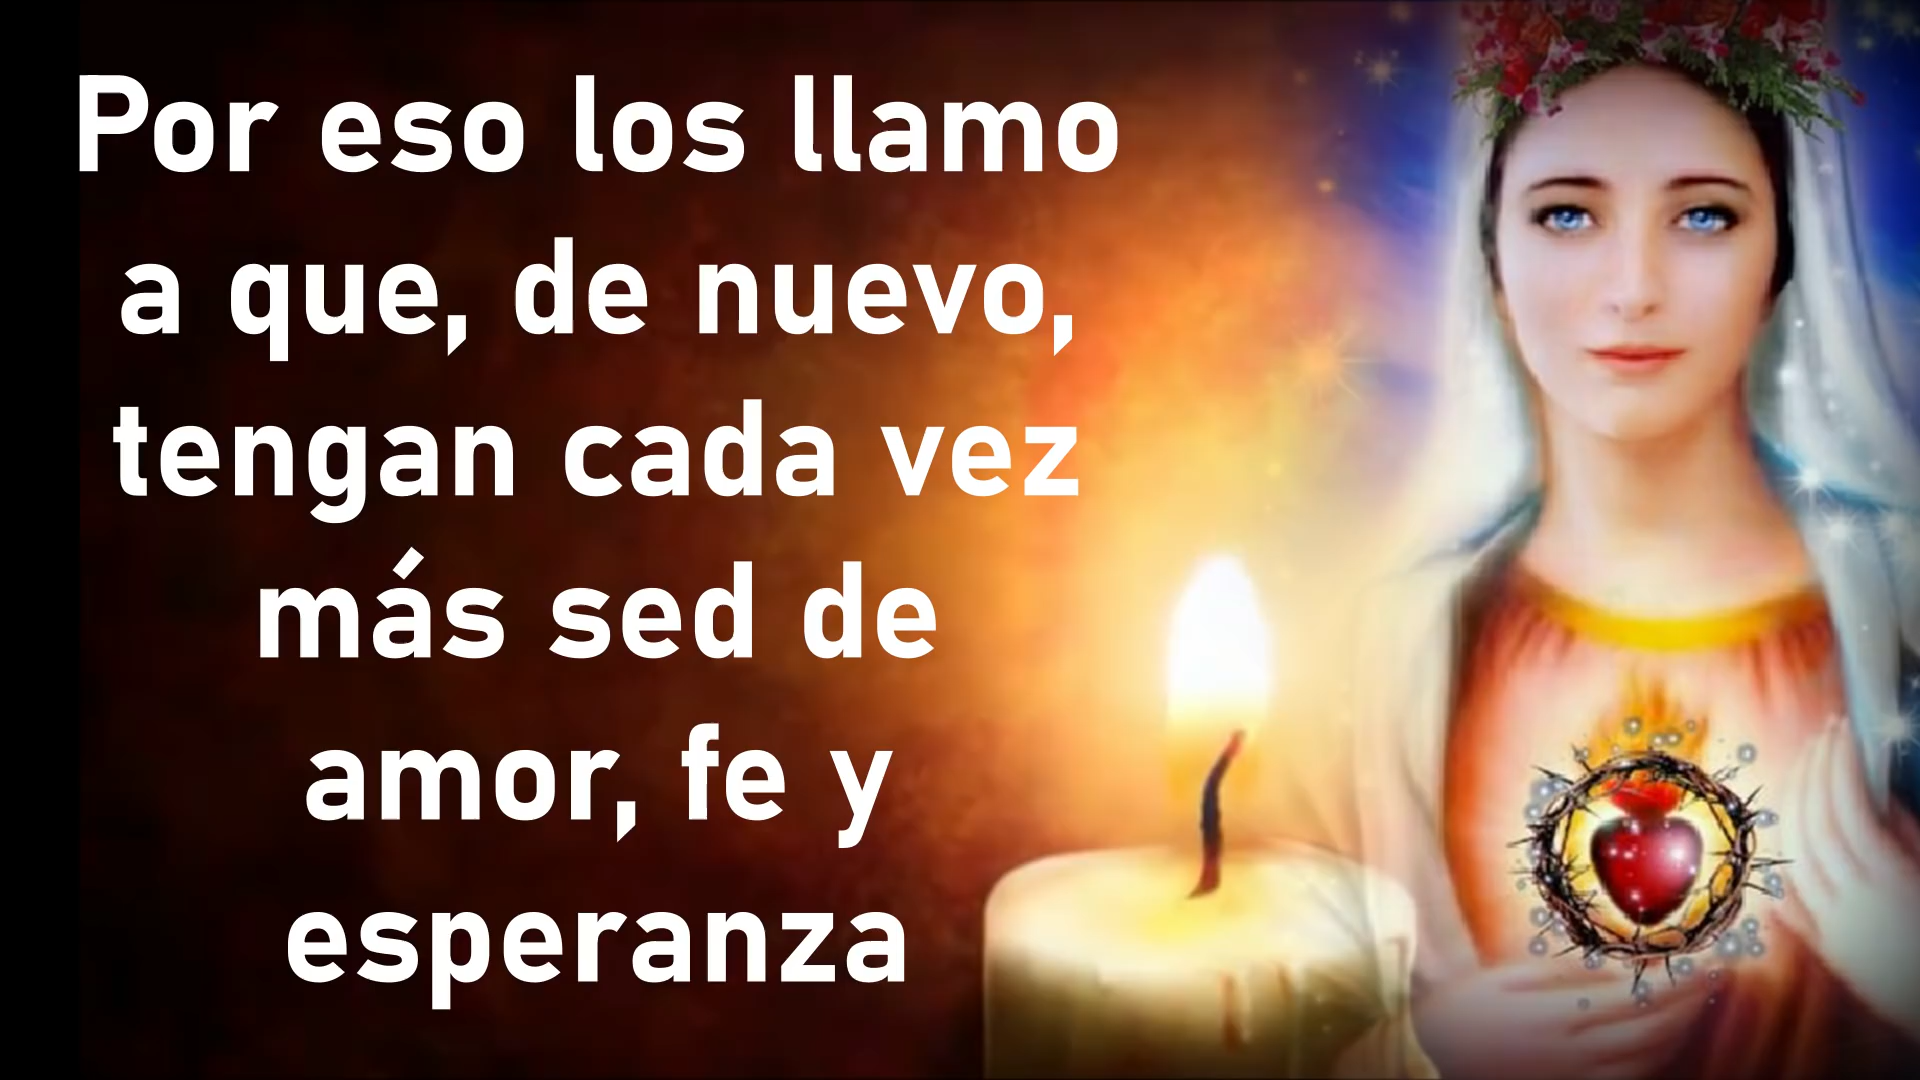 Por eso los llamo
a que, de nuevo,
tengan cada vez
más sed de
amor, fe y
esperanza